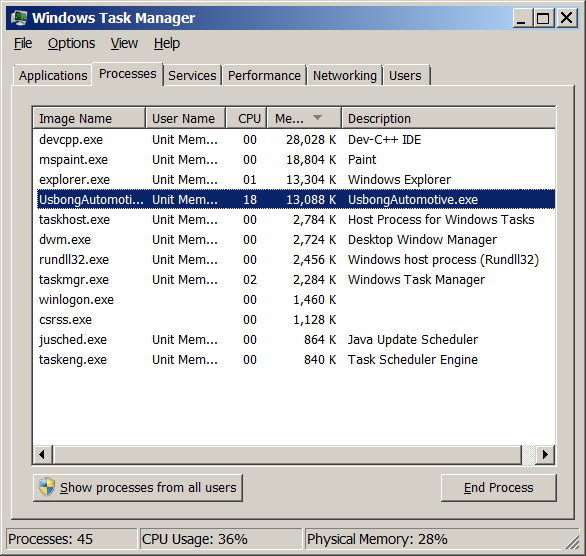 Windows Task Manager
File Options View Help
Applications Processes Services Performance Networking Users
Image Name User Name CPU Me... Description
devcpp.exe Unit Mem... 00 28,028 K Dev-C++ IDE
mspaint.exe Unit Mem... 00 18,804 K Paint
explorer.exe Unit Mem... 01 13,304 K Windows Explorer
UsbongAutomoti... Unit Mem... 18 13,088 K UsbongAutomotive.exe
taskhost.exe Unit Mem... 00 2,784 K Host Process for Windows Tasks
dwm.exe Unit Mem... 00 2,724 K Desktop Window Manager
rundll32.exe Unit Mem... 00 2,456 K Windows host process (Rundll32)
taskmgr.exe Unit Mem... 02 2,284 K Windows Task Manager
winlogon.exe 00 1,460 K
csrss.exe 00 1,128 K
jusched.exe Unit Mem... 00 864 K Java Update Scheduler
taskeng.exe Unit Mem... 00 840 K Task Scheduler Engine
Show processes from all users End Process
Processes: 45 CPU Usage: 36% Physical Memory: 28%